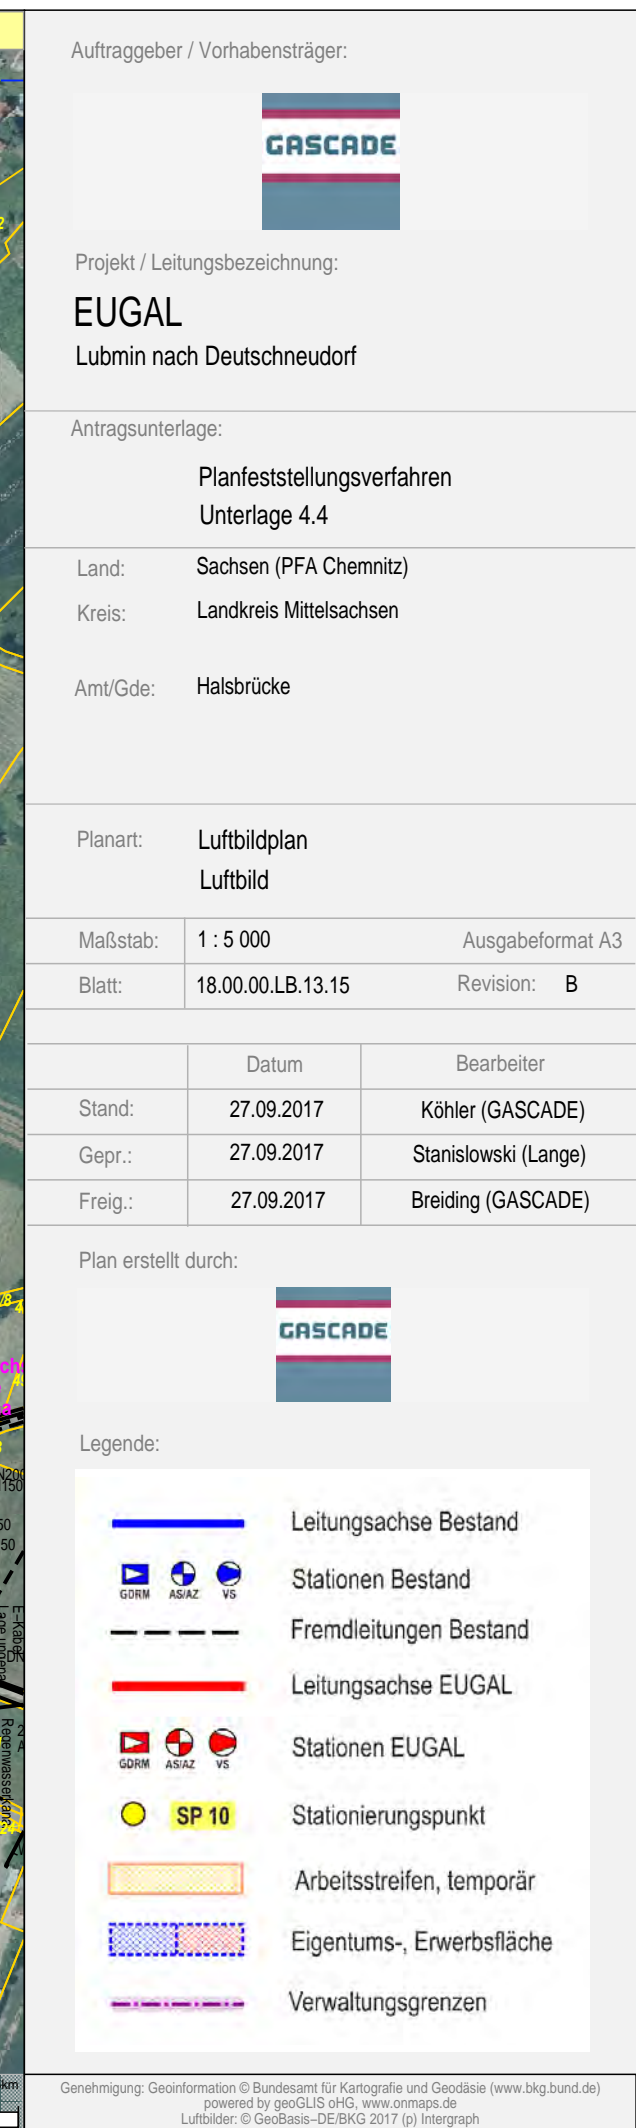 Auftraggeber / Vorhabensträger:
GASCADE
Projekt / Leitungsbezeichnung:
EUGAL
Lubmin nach Deutschneudorf
Antragsunterlage:
Planfeststellungsverfahren
Unterlage 4.4
Land: Sachsen (PFA Chemnitz)
Kreis: Landkreis Mittelsachsen
Amt/Gde: Halsbrücke
Planart: Luftbildplan
Luftbild
Maßstab: 1 : 5 000 Ausgabeformat A3
Blatt: 18.00.00.LB.13.15 Revision: B
Datum Bearbeiter
Stand: 27.09.2017 Köhler (GASCADE)
Gepr.: 27.09.2017 Stanislowski (Lange)
Freig.: 27.09.2017 Breiding (GASCADE)
Plan erstellt durch:
GASCADE
Legende:
Leitungsachse Bestand
GDRM AS/AZ VS Stationen Bestand
Fremdleitungen Bestand
Leitungsachse EUGAL
GDRM AS/AZ VS Stationen EUGAL
SP 10 Stationierungspunkt
Arbeitsstreifen, temporär
Eigentums-, Erwerbsfläche
Verwaltungsgrenzen
E-Kabel
km
Genehmigung: Geoinformation © Bundesamt für Kartografie und Geodäsie (www.bkg.bund.de)
powered by geoGLIS oHG, www.onmaps.de
Luftbilder: © GeoBasis–DE/BKG 2017 (p) Intergraph